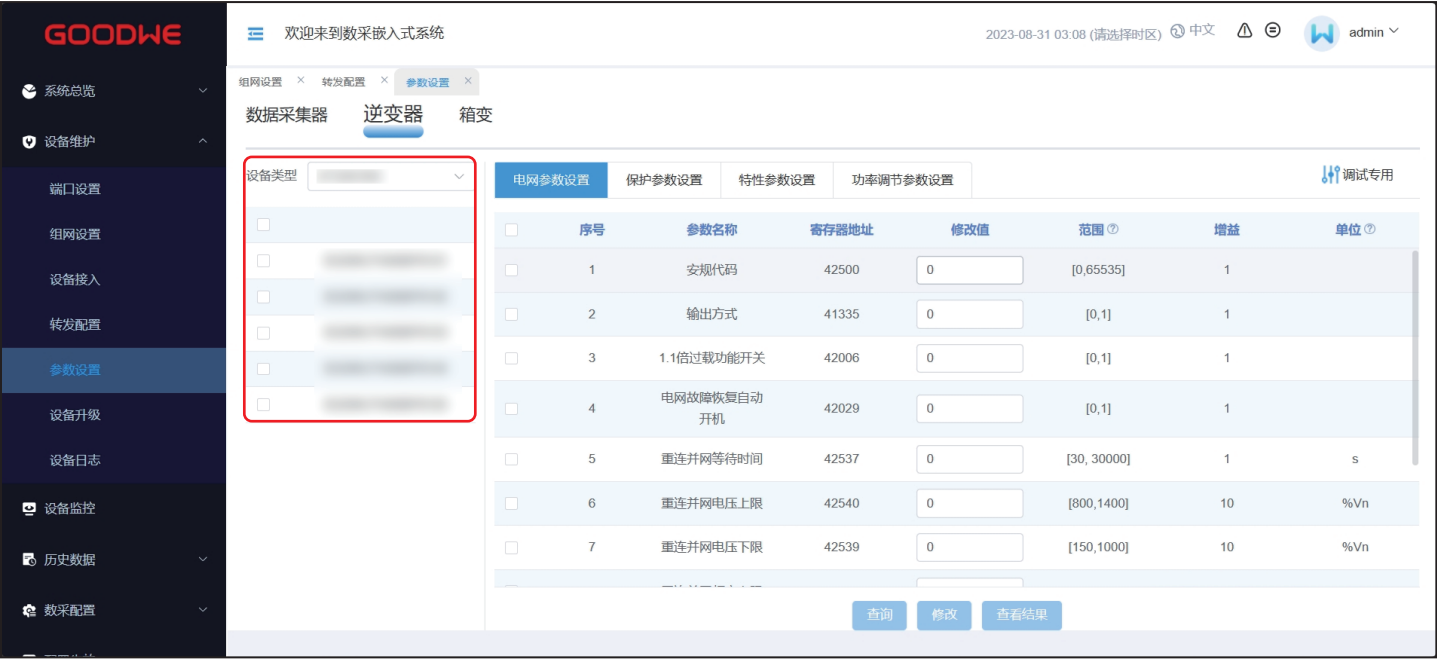 GOODWE
欢迎来到数采嵌入式系统
2023-08-31 03:08 (请选择时区) 中文 admin
组网设置 × 转发配置 × 参数设置 ×
数据采集器 逆变器 箱变
系统总览
设备维护
端口设置
组网设置
设备接入
转发配置
参数设置
设备升级
设备日志
设备监控
历史数据
数采配置
设备类型
电网参数设置 保护参数设置 特性参数设置 功率调节参数设置 调试专用
序号 参数名称 寄存器地址 修改值 范围 增益 单位
1 安规代码 42500 0 [0,65535] 1
2 输出方式 41335 0 [0,1] 1
3 1.1倍过载功能开关 42006 0 [0,1] 1
4 电网故障恢复自动
开机 42029 0 [0,1] 1
5 重连并网等待时间 42537 0 [30, 30000] 1 s
6 重连并网电压上限 42540 0 [800,1400] 10 %Vn
7 重连并网电压下限 42539 0 [150,1000] 10 %Vn
查询 修改 查看结果